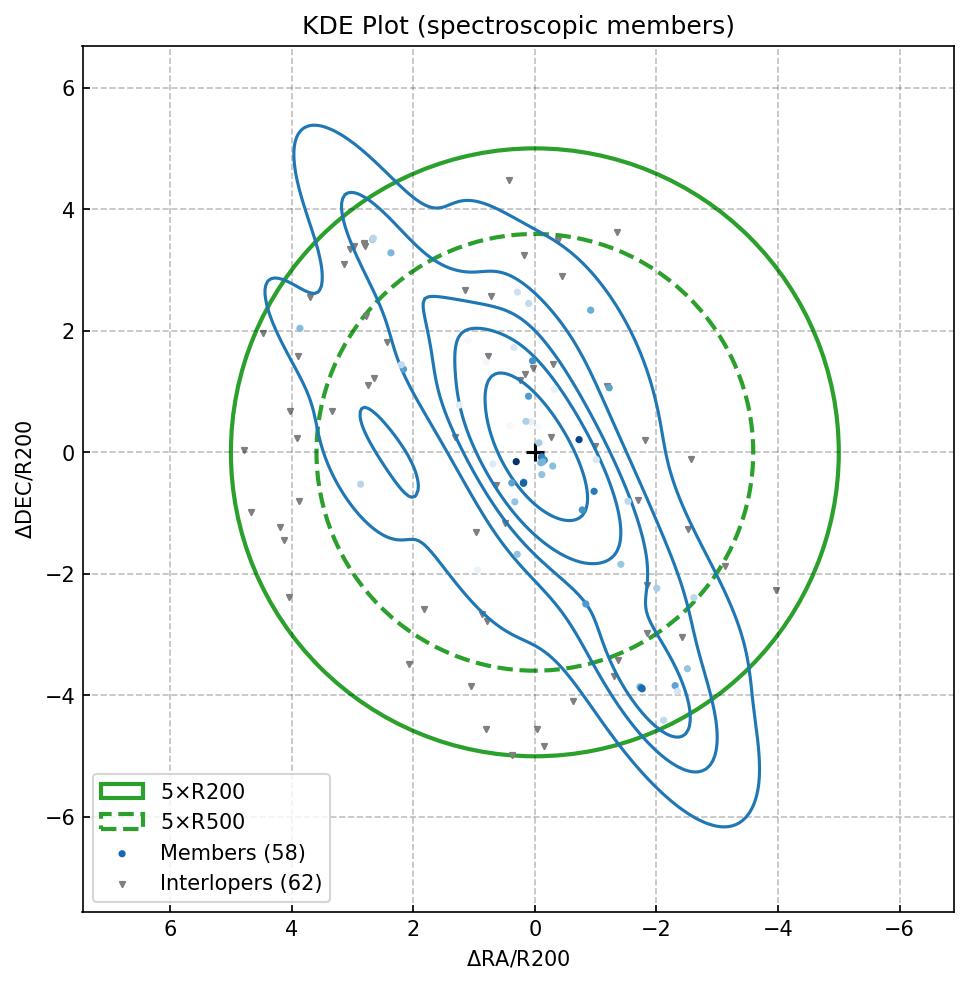 KDE Plot (spectroscopic members)
6
4
2
0
−2
−4
−6
ΔDEC/R200
5×R200
5×R500
Members (58)
Interlopers (62)
6
4
2
0
−2
−4
−6
ΔRA/R200